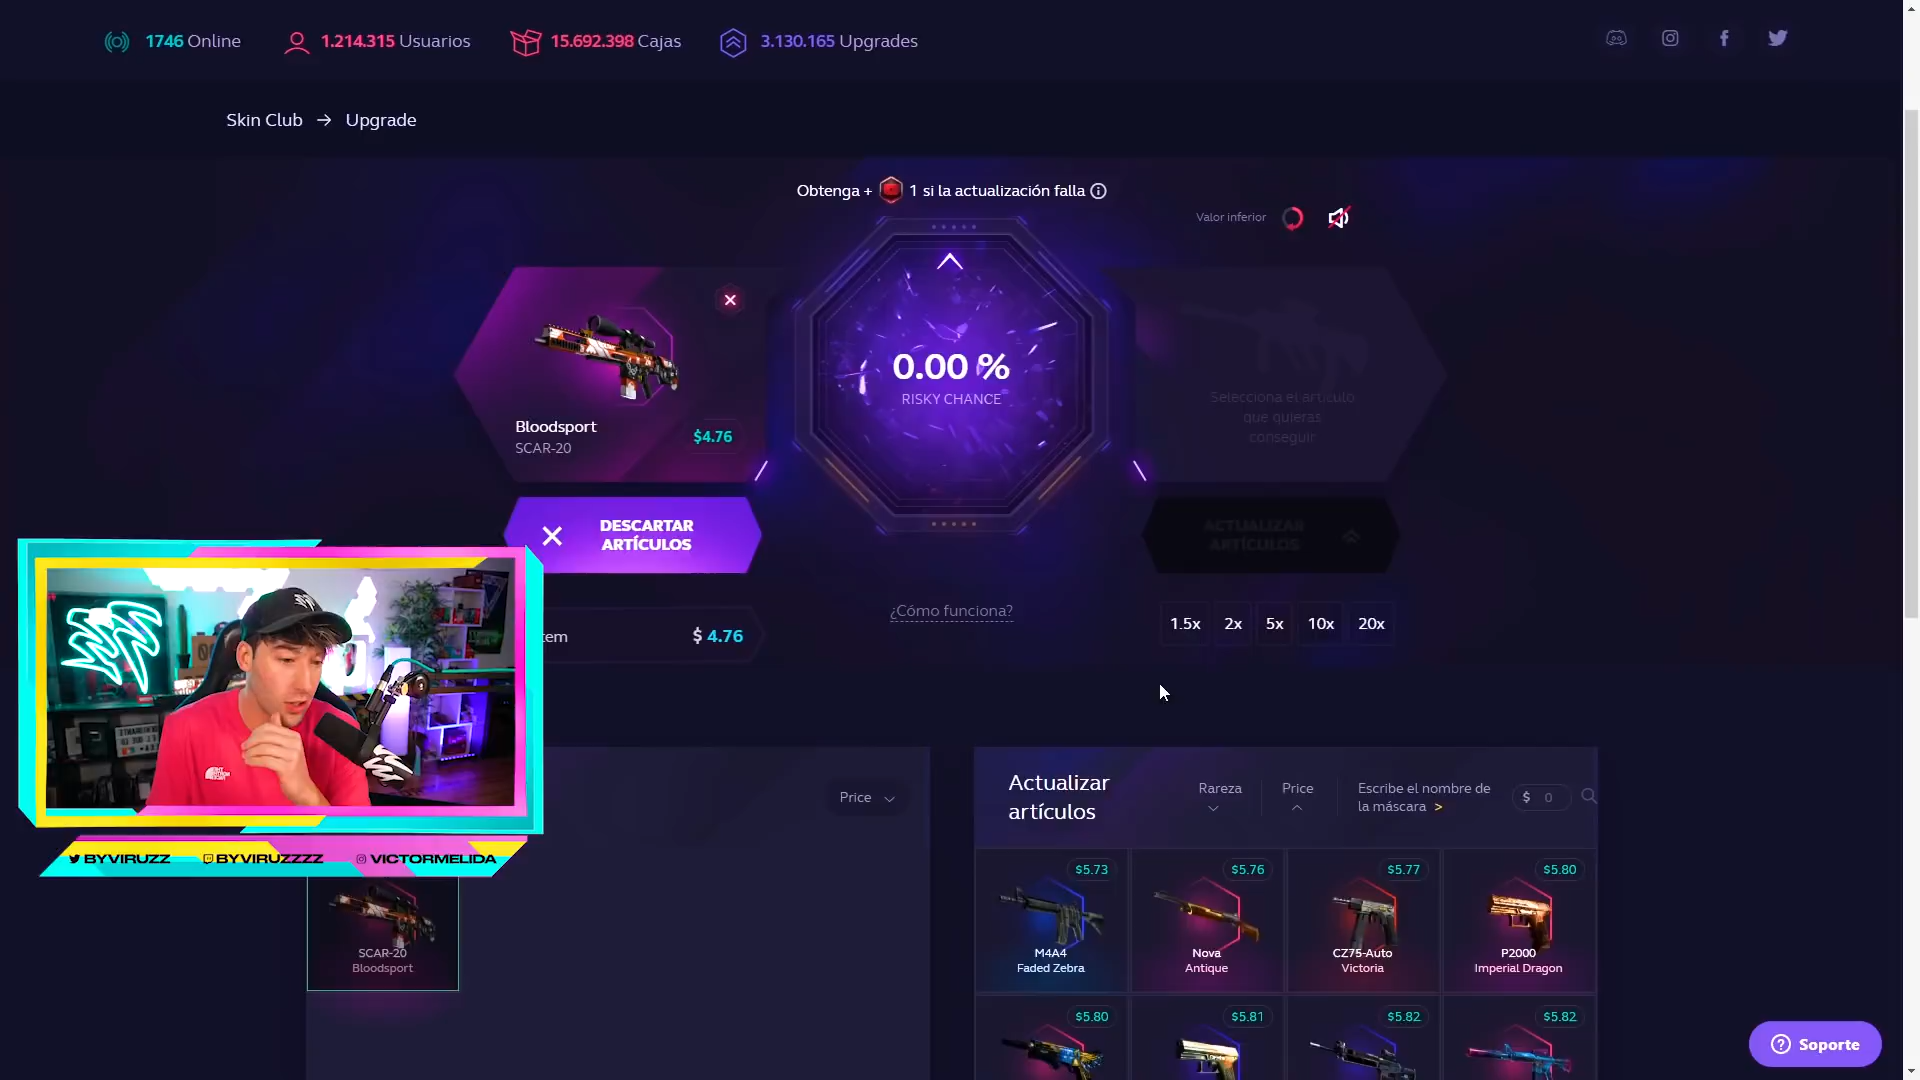 1746 Online
1.214.315 Usuarios
15.692.398 Cajas
3.130.165 Upgrades
Skin Club → Upgrade
Obtenga + 1 si la actualización falla
Valor inferior
0.00 %
RISKY CHANCE
Bloodsport
SCAR-20
$4.76
Selecciona el artículo
que quieras
conseguir
DESCARTAR
ARTÍCULOS
ACTUALIZAR
ARTÍCULOS
¿Cómo funciona?
tem
$ 4.76
1.5x
2x
5x
10x
20x
Price
Actualizar
artículos
Rareza
Price
Escribe el nombre de
la máscara >
$ 0
BYVIRUZZ
BYVIRUZZZZ
VICTORMELIDA
SCAR-20
Bloodsport
$5.73
M4A4
Faded Zebra
$5.76
Nova
Antique
$5.77
CZ75-Auto
Victoria
$5.80
P2000
Imperial Dragon
$5.80
$5.81
$5.82
$5.82
Soporte